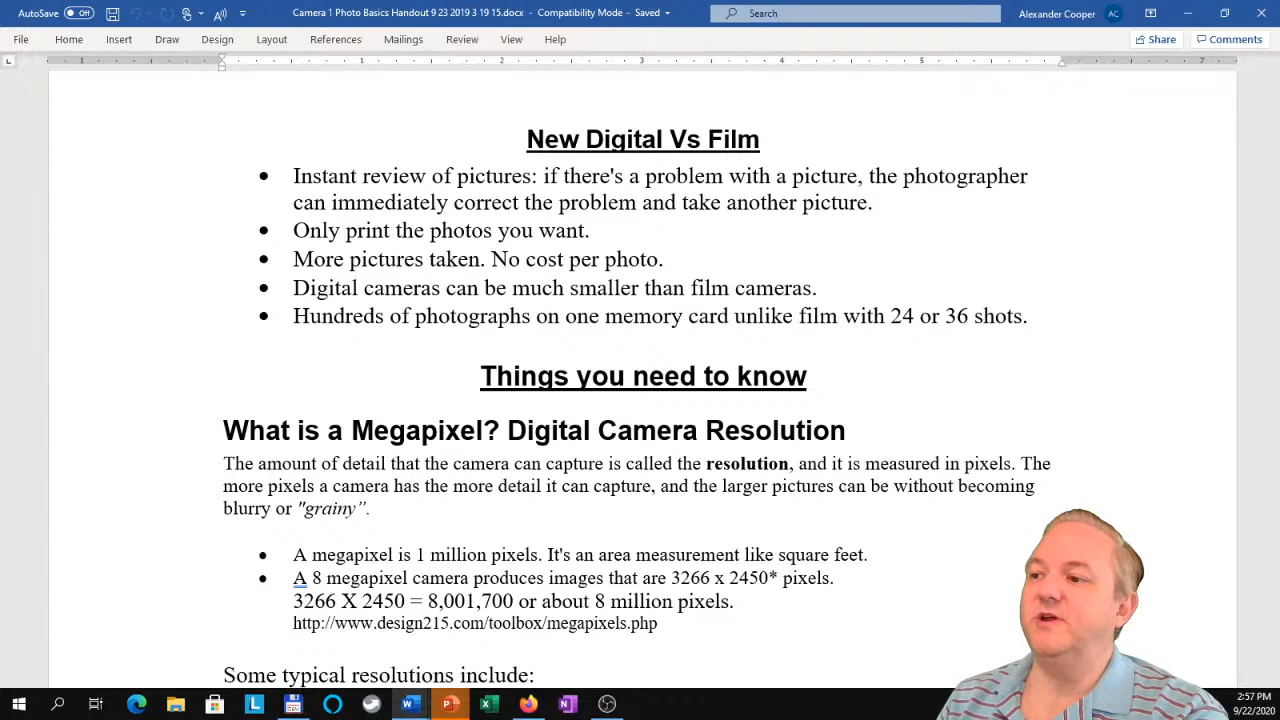 AutoSave Off
Camera 1 Photo Basics Handout 9 23 2019 3 19 15.docx - Compatibility Mode - Saved
Search
Alexander Cooper AC
File Home Insert Draw Design Layout References Mailings Review View Help Share Comments
1 1 2 3 4 5 7
New Digital Vs Film
• Instant review of pictures: if there's a problem with a picture, the photographer
can immediately correct the problem and take another picture.
• Only print the photos you want.
• More pictures taken. No cost per photo.
• Digital cameras can be much smaller than film cameras.
• Hundreds of photographs on one memory card unlike film with 24 or 36 shots.
Things you need to know
What is a Megapixel? Digital Camera Resolution
The amount of detail that the camera can capture is called the resolution, and it is measured in pixels. The
more pixels a camera has the more detail it can capture, and the larger pictures can be without becoming
blurry or "grainy”.
• A megapixel is 1 million pixels. It's an area measurement like square feet.
• A 8 megapixel camera produces images that are 3266 x 2450* pixels.
3266 X 2450 = 8,001,700 or about 8 million pixels.
http://www.design215.com/toolbox/megapixels.php
Some typical resolutions include:
2:57 PM
9/22/2020